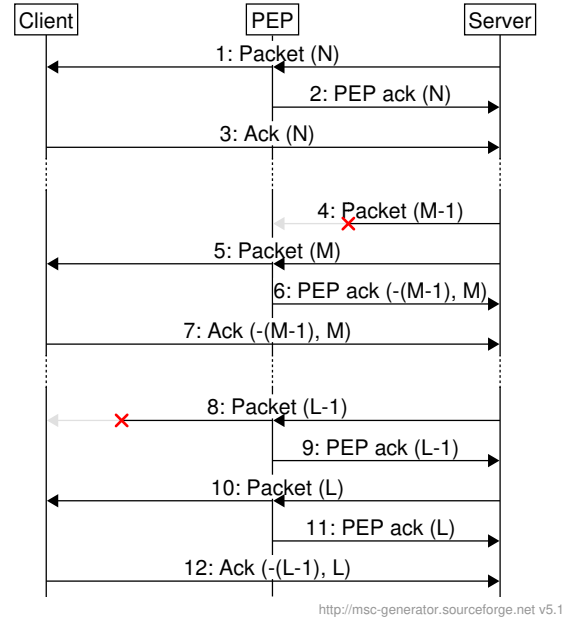 Client PEP Server
1: Packet (N)
2: PEP ack (N)
3: Ack (N)
4: Packet (M-1)
5: Packet (M)
6: PEP ack (-(M-1), M)
7: Ack (-(M-1), M)
8: Packet (L-1)
9: PEP ack (L-1)
10: Packet (L)
11: PEP ack (L)
12: Ack (-(L-1), L)
http://msc-generator.sourceforge.net v5.1